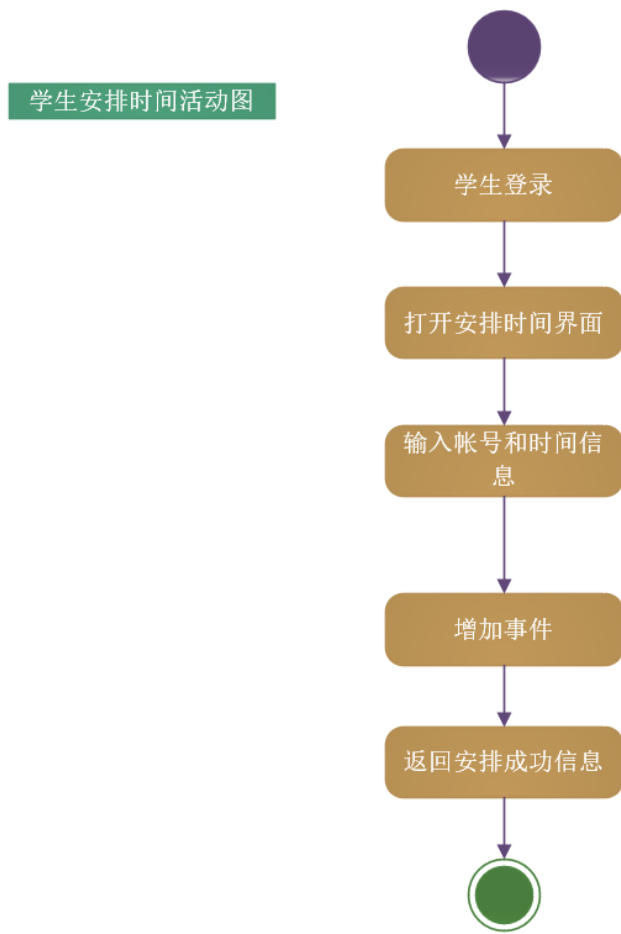 学生安排时间活动图
学生登录
打开安排时间界面
输入帐号和时间信
息
增加事件
返回安排成功信息